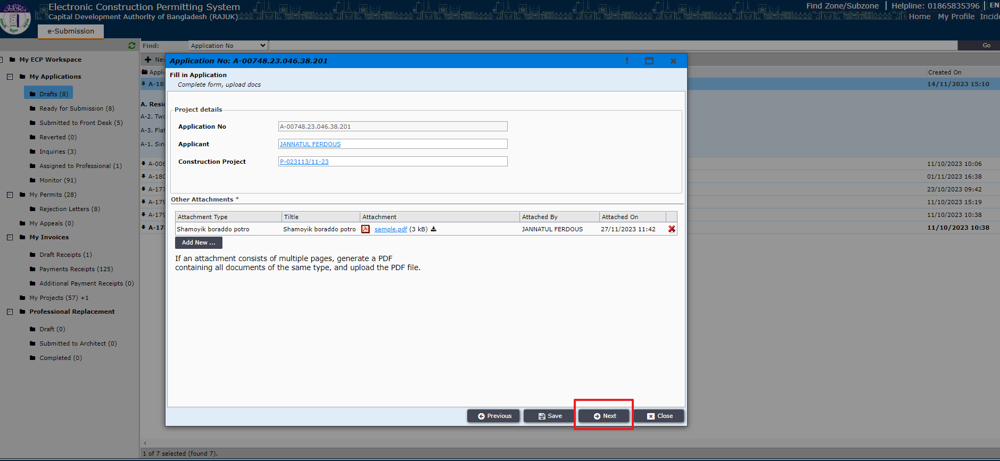 Electronic Construction Permitting System
Capital Development Authority of Bangladesh (RAJUK)
Find Zone/Subzone | Helpline: 01865835396 | EN
Home My Profile Incide
e-Submission
Find: Application No Go
My ECP Workspace
My Applications
Drafts (8)
Ready for Submission (8)
Submitted to Front Desk (5)
Reverted (0)
Inquiries (3)
Assigned to Professional (1)
Monitor (91)
My Permits (28)
Rejection Letters (8)
My Appeals (0)
My Invoices
Draft Receipts (1)
Payments Receipts (125)
Additional Payment Receipts (0)
My Projects (57) +1
Professional Replacement
Draft (0)
Submitted to Architect (0)
Completed (0)
New
Appli
Created On
A-18
14/11/2023 15:10
A. Resi
A-2. Two
A-3. Flat
A-1. Sin
A-006 11/10/2023 10:06
A-180 01/11/2023 16:38
A-177 23/10/2023 09:42
A-179 11/10/2023 15:19
A-179 11/10/2023 10:38
A-178 11/10/2023 10:38
1 of 7 selected (found 7).
Application No: A-00748.23.046.38.201
Fill in Application
Complete form, upload docs
Project details
Application No A-00748.23.046.38.201
Applicant JANNATUL FERDOUS
Construction Project P-023113/11-23
Other Attachments *
Attachment Type Tiltle Attachment Attached By Attached On
Shamoyik boraddo potro Shamoyik boraddo potro sample.pdf (3 kB) JANNATUL FERDOUS 27/11/2023 11:42
Add New ...
If an attachment consists of multiple pages, generate a PDF
containing all documents of the same type, and upload the PDF file.
Previous Save Next Close